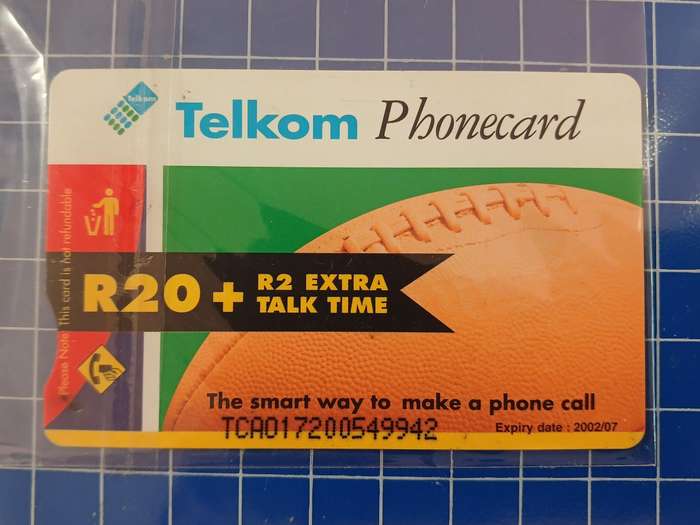 Telkom
Telkom Phonecard
Please Note: This card is not refundable
R20 + R2 EXTRA
TALK TIME
The smart way to make a phone call
TCA017200549942
Expiry date : 2002/07